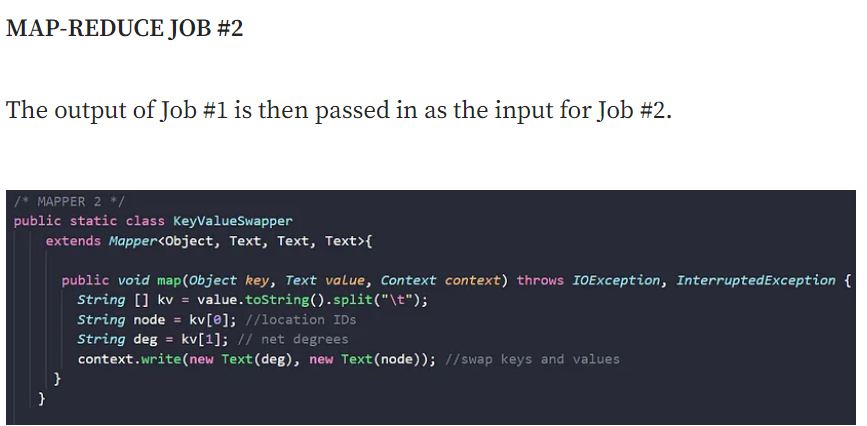 MAP-REDUCE JOB #2
The output of Job #1 is then passed in as the input for Job #2.
/* MAPPER 2 */
public static class KeyValueSwapper
extends Mapper<Object, Text, Text, Text>{
public void map(Object key, Text value, Context context) throws IOException, InterruptedException {
String [] kv = value.toString().split("\t");
String node = kv[0]; //location IDs
String deg = kv[1]; // net degrees
context.write(new Text(deg), new Text(node)); //swap keys and values
}
}